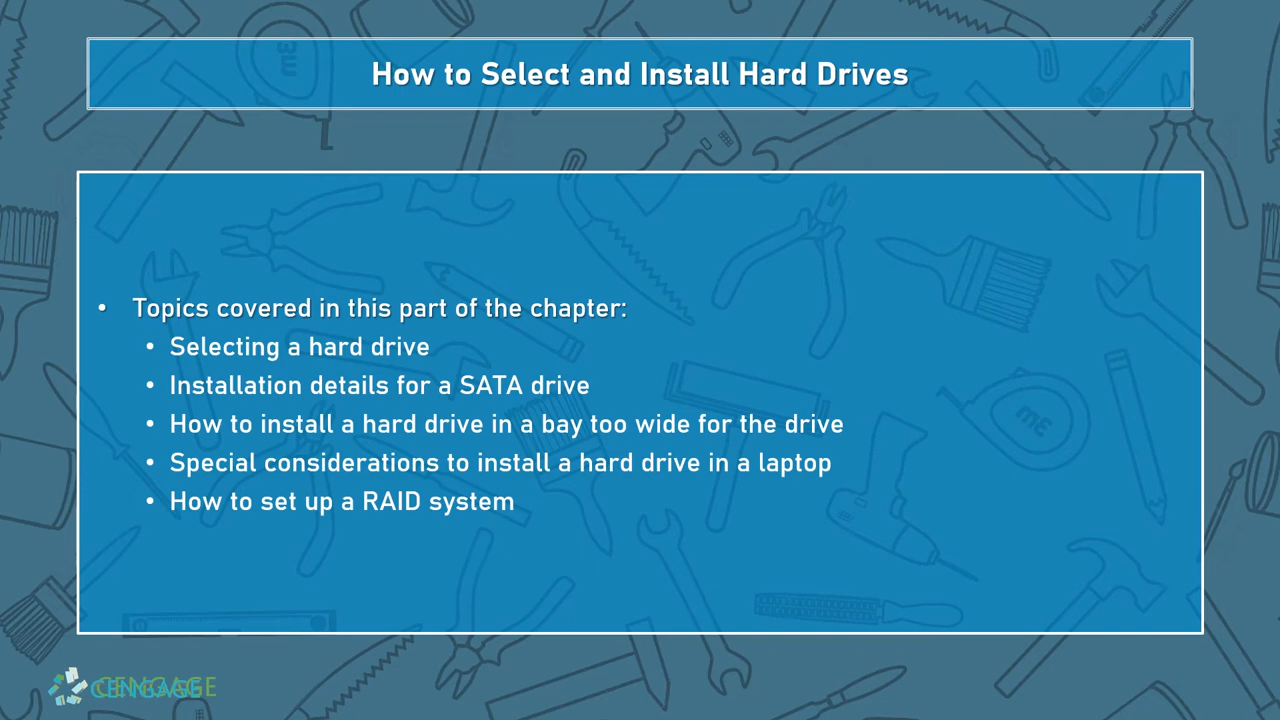 How to Select and Install Hard Drives
• Topics covered in this part of the chapter:
• Selecting a hard drive
• Installation details for a SATA drive
• How to install a hard drive in a bay too wide for the drive
• Special considerations to install a hard drive in a laptop
• How to set up a RAID system
CENGAGE